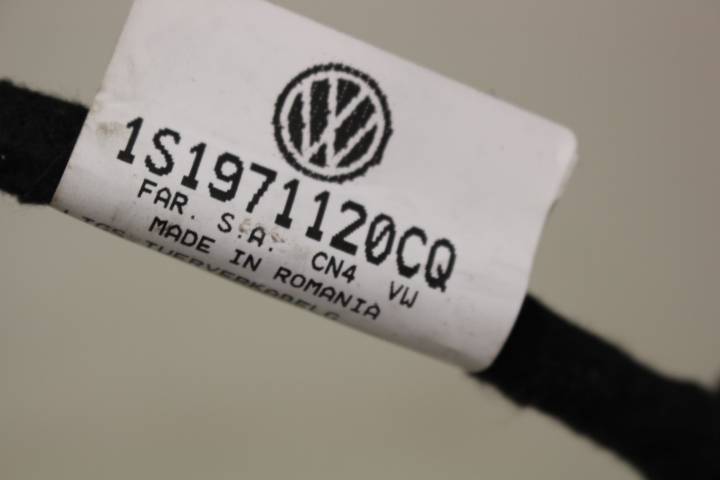 1S1971120CQ
FAR. S.A. CN4 VW
MADE IN ROMANIA